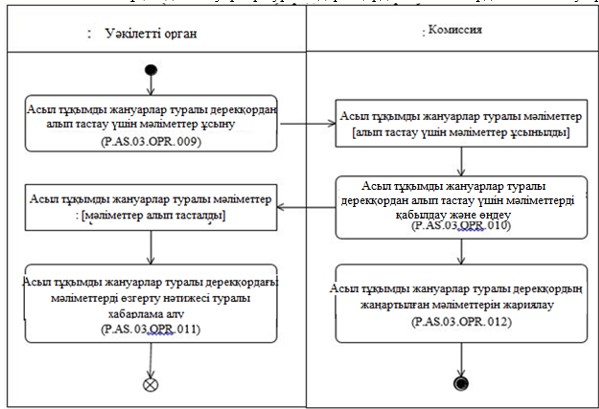 : Уәкілетті орган
: Комиссия
Асыл тұқымды жануарлар туралы дерекқордан
алып тастау үшін мәліметтер ұсыну
(P.AS.03.OPR. 009)
Асыл тұқымды жануарлар туралы мәліметтер
[алып тастау үшін мәліметтер ұсынылды]
Асыл тұқымды жануарлар туралы
дерекқордан алып тастау үшін мәліметтерді
қабылдау және өңдеу
(P.AS.03.OPR. 010)
Асыл тұқымды жануарлар туралы мәліметтер
: [мәліметтер алып тасталды]
Асыл тұқымды жануарлар туралы дерекқордағы
мәліметтерді өзгерту нәтижесі туралы
хабарлама алу
(P.AS. 03.OPR. 011)
Асыл тұқымды жануарлар туралы дерекқордың
жаңартылған мәліметтерін жариялау
(P.AS.03.OPR. 012)